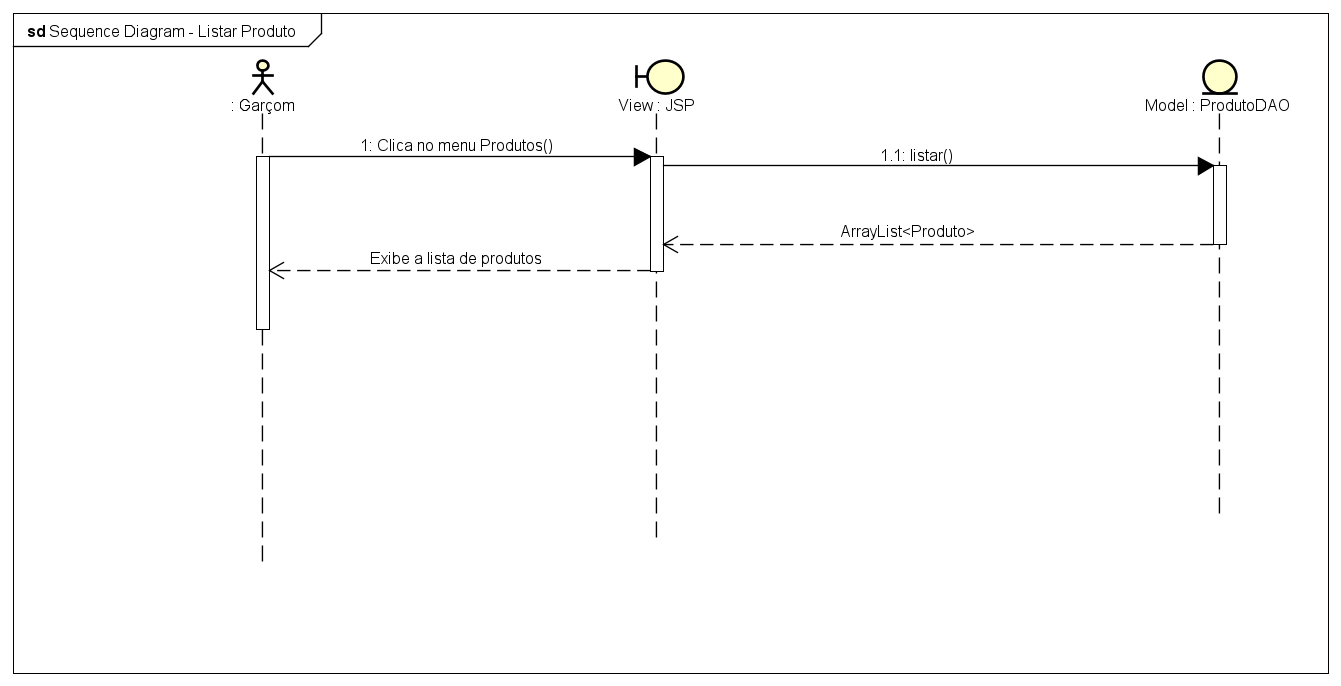 sd Sequence Diagram - Listar Produto
: Garçom
View : JSP
Model : ProdutoDAO
1: Clica no menu Produtos()
1.1: listar()
ArrayList<Produto>
Exibe a lista de produtos